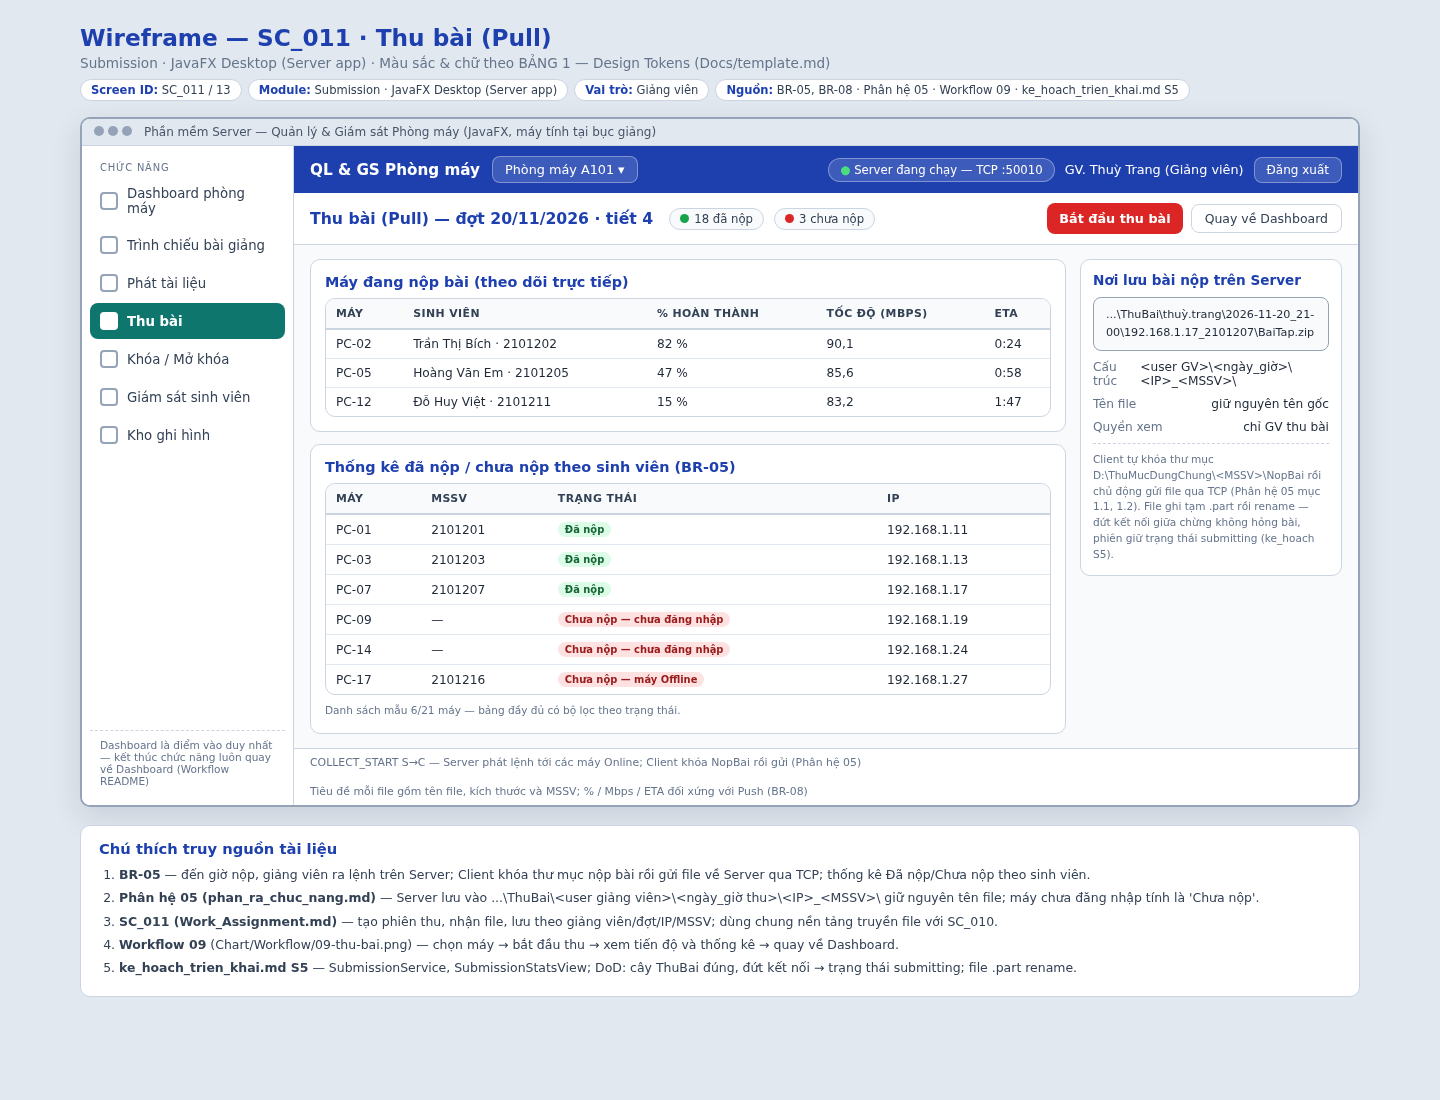 Wireframe — SC_011 · Thu bài (Pull)
Submission · JavaFX Desktop (Server app) · Màu sắc & chữ theo BẢNG 1 — Design Tokens (Docs/template.md)
Screen ID: SC_011 / 13
Module: Submission · JavaFX Desktop (Server app)
Vai trò: Giảng viên
Nguồn: BR-05, BR-08 · Phân hệ 05 · Workflow 09 · ke_hoach_trien_khai.md S5
Phần mềm Server — Quản lý & Giám sát Phòng máy (JavaFX, máy tính tại bục giảng)
CHỨC NĂNG
Dashboard phòng
máy
Trình chiếu bài giảng
Phát tài liệu
Thu bài
Khóa / Mở khóa
Giám sát sinh viên
Kho ghi hình
Dashboard là điểm vào duy nhất
— kết thúc chức năng luôn quay
về Dashboard (Workflow
README)
QL & GS Phòng máy
Phòng máy A101 ▾
Server đang chạy — TCP :50010
GV. Thuỳ Trang (Giảng viên)
Đăng xuất
Thu bài (Pull) — đợt 20/11/2026 · tiết 4
18 đã nộp
3 chưa nộp
Bắt đầu thu bài
Quay về Dashboard
Máy đang nộp bài (theo dõi trực tiếp)
MÁY SINH VIÊN % HOÀN THÀNH TỐC ĐỘ (MBPS) ETA
PC-02 Trần Thị Bích · 2101202 82 % 90,1 0:24
PC-05 Hoàng Văn Em · 2101205 47 % 85,6 0:58
PC-12 Đỗ Huy Việt · 2101211 15 % 83,2 1:47
Thống kê đã nộp / chưa nộp theo sinh viên (BR-05)
MÁY MSSV TRẠNG THÁI IP
PC-01 2101201 Đã nộp 192.168.1.11
PC-03 2101203 Đã nộp 192.168.1.13
PC-07 2101207 Đã nộp 192.168.1.17
PC-09 — Chưa nộp — chưa đăng nhập 192.168.1.19
PC-14 — Chưa nộp — chưa đăng nhập 192.168.1.24
PC-17 2101216 Chưa nộp — máy Offline 192.168.1.27
Danh sách mẫu 6/21 máy — bảng đầy đủ có bộ lọc theo trạng thái.
Nơi lưu bài nộp trên Server
...\ThuBai\thuỳ.trang\2026-11-20_21-
00\192.168.1.17_2101207\BaiTap.zip
Cấu trúc <user GV>\<ngày_giờ>\
<IP>_<MSSV>\
Tên file giữ nguyên tên gốc
Quyền xem chỉ GV thu bài
Client tự khóa thư mục
D:\ThuMucDungChung\<MSSV>\NopBai rồi
chủ động gửi file qua TCP (Phân hệ 05 mục
1.1, 1.2). File ghi tạm .part rồi rename —
đứt kết nối giữa chừng không hỏng bài,
phiên giữ trạng thái submitting (ke_hoach
S5).
COLLECT_START S→C — Server phát lệnh tới các máy Online; Client khóa NopBai rồi gửi (Phân hệ 05)
Tiêu đề mỗi file gồm tên file, kích thước và MSSV; % / Mbps / ETA đối xứng với Push (BR-08)
Chú thích truy nguồn tài liệu
1. BR-05 — đến giờ nộp, giảng viên ra lệnh trên Server; Client khóa thư mục nộp bài rồi gửi file về Server qua TCP; thống kê Đã nộp/Chưa nộp theo sinh viên.
2. Phân hệ 05 (phan_ra_chuc_nang.md) — Server lưu vào ...\ThuBai\<user giảng viên>\<ngày_giờ thu>\<IP>_<MSSV>\ giữ nguyên tên file; máy chưa đăng nhập tính là 'Chưa nộp'.
3. SC_011 (Work_Assignment.md) — tạo phiên thu, nhận file, lưu theo giảng viên/đợt/IP/MSSV; dùng chung nền tảng truyền file với SC_010.
4. Workflow 09 (Chart/Workflow/09-thu-bai.png) — chọn máy → bắt đầu thu → xem tiến độ và thống kê → quay về Dashboard.
5. ke_hoach_trien_khai.md S5 — SubmissionService, SubmissionStatsView; DoD: cây ThuBai đúng, đứt kết nối → trạng thái submitting; file .part rename.